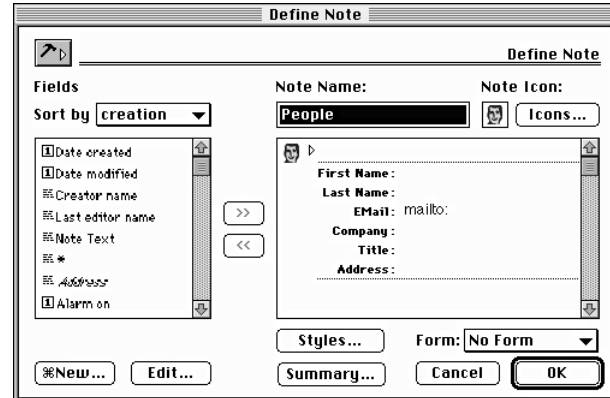 Define Note
Define Note
Fields
Sort by creation
Date created
Date modified
Creator name
Last editor name
Note Text
*
Address
Alarm on
>>
<<
Note Name:
People
Note Icon:
Icons...
First Name:
Last Name:
EMail: mailto:
Company:
Title:
Address:
Styles...
Form: No Form
⌘New...
Edit...
Summary...
Cancel
OK